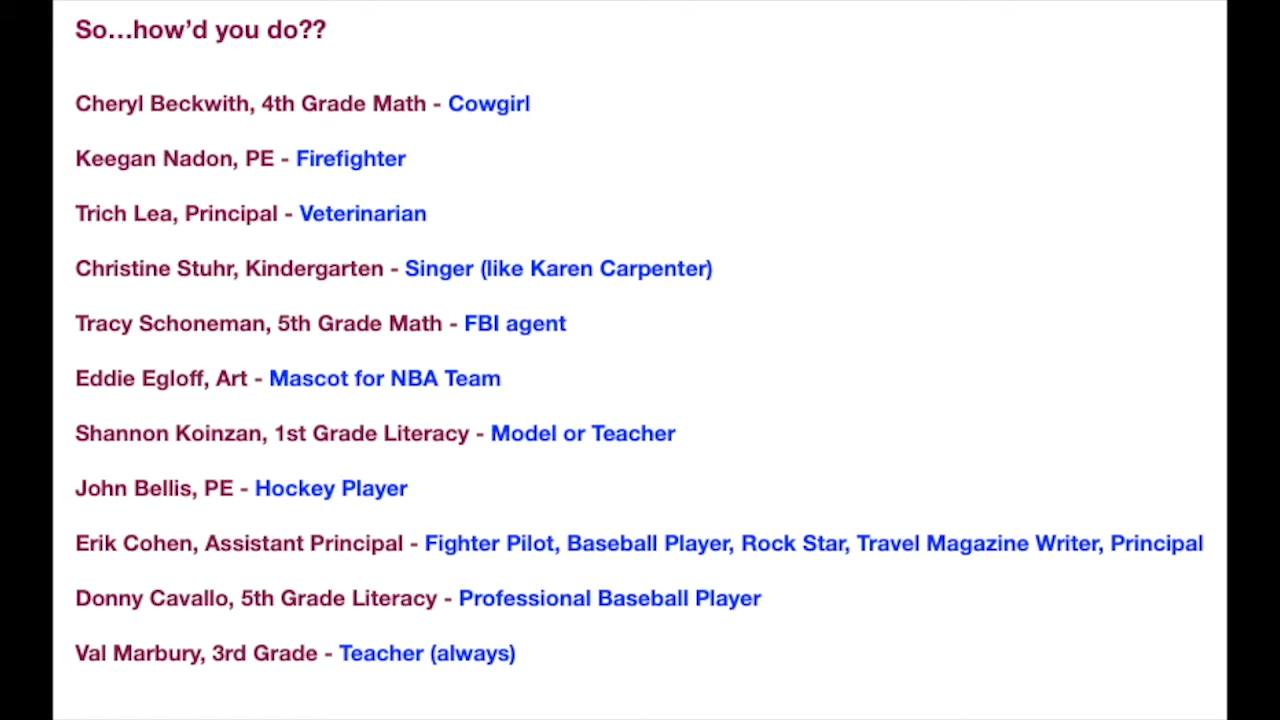 So…how’d you do??
Cheryl Beckwith, 4th Grade Math - Cowgirl
Keegan Nadon, PE - Firefighter
Trich Lea, Principal - Veterinarian
Christine Stuhr, Kindergarten - Singer (like Karen Carpenter)
Tracy Schoneman, 5th Grade Math - FBI agent
Eddie Egloff, Art - Mascot for NBA Team
Shannon Koinzan, 1st Grade Literacy - Model or Teacher
John Bellis, PE - Hockey Player
Erik Cohen, Assistant Principal - Fighter Pilot, Baseball Player, Rock Star, Travel Magazine Writer, Principal
Donny Cavallo, 5th Grade Literacy - Professional Baseball Player
Val Marbury, 3rd Grade - Teacher (always)